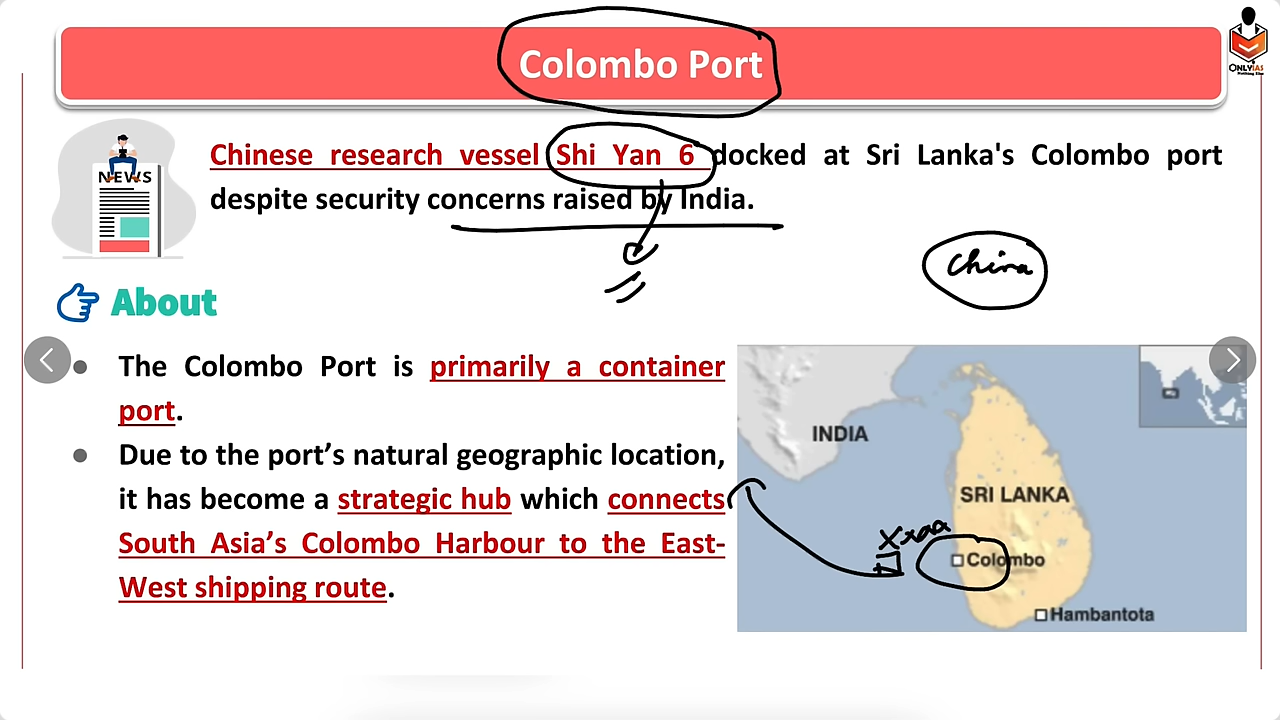 Colombo Port
ONLYIAS
Nothing Else
NEWS
Chinese research vessel Shi Yan 6 docked at Sri Lanka's Colombo port
despite security concerns raised by India.
China
About
The Colombo Port is primarily a container
port.
Due to the port’s natural geographic location,
it has become a strategic hub which connects
South Asia’s Colombo Harbour to the East-
West shipping route.
INDIA
SRI LANKA
Colombo
Hambantota